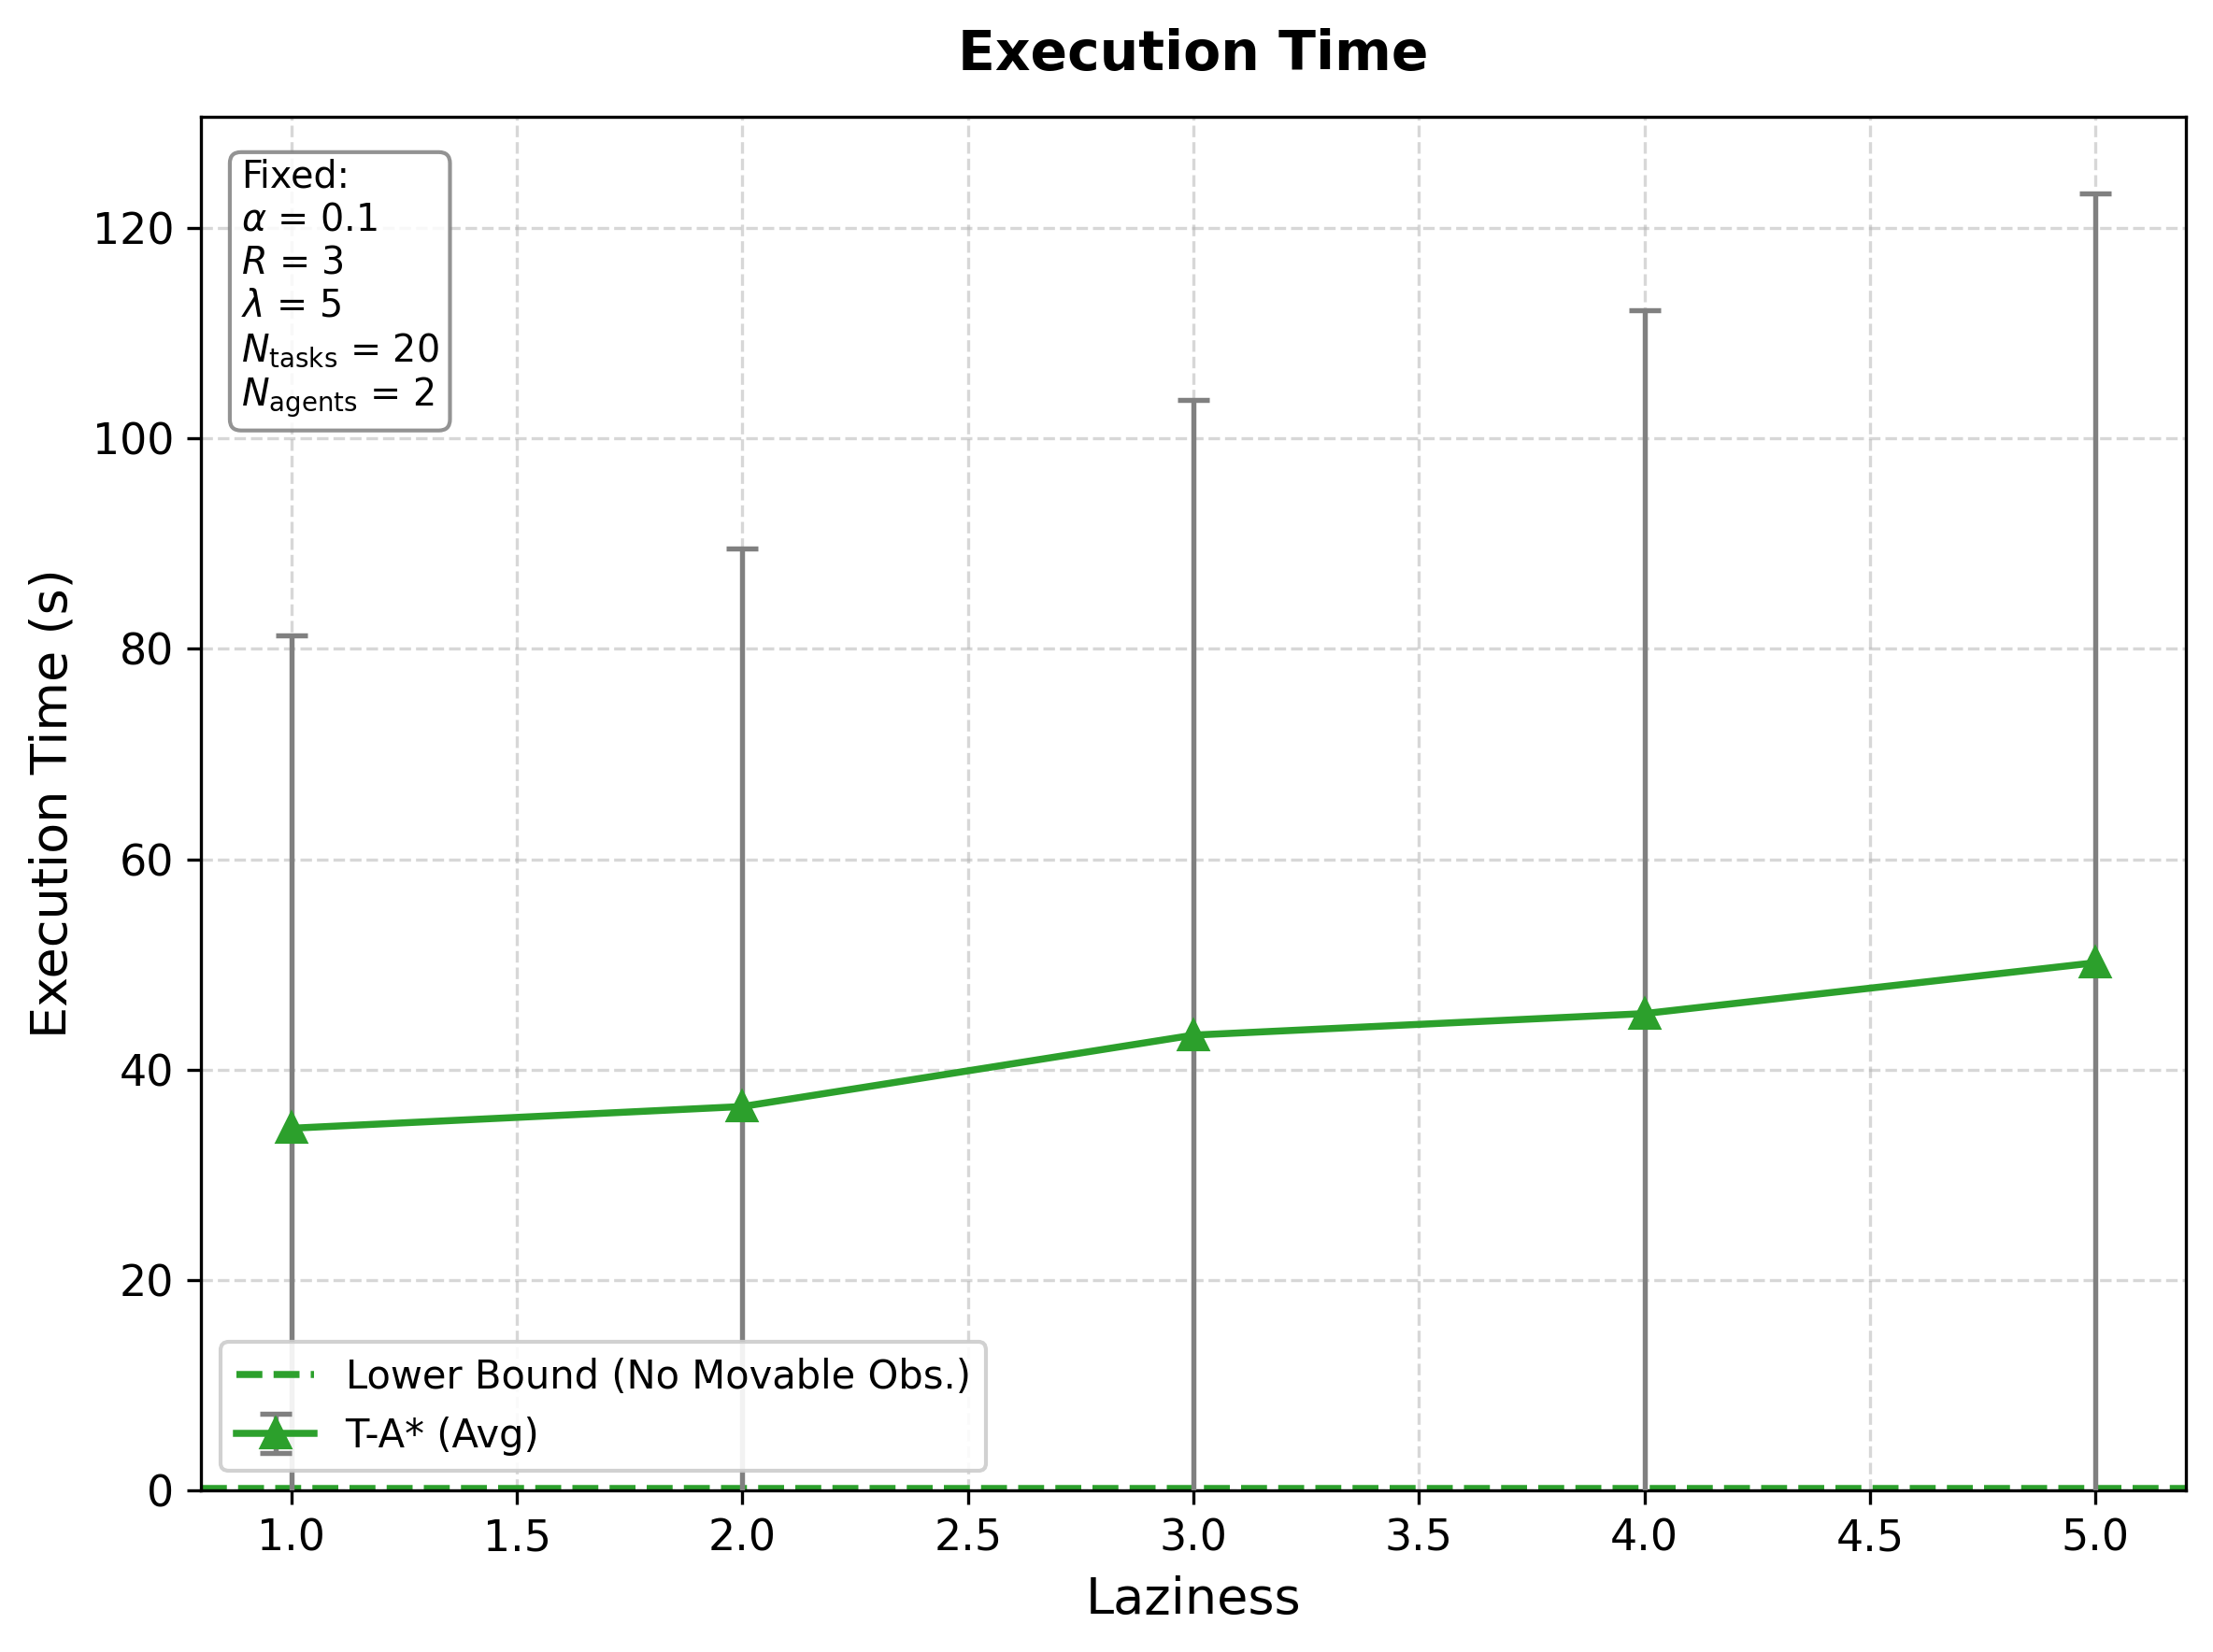 Execution Time
Fixed:
α = 0.1
R = 3
λ = 5
N_tasks = 20
N_agents = 2
Execution Time (s)
120
100
80
60
40
20
0
Lower Bound (No Movable Obs.)
T-A* (Avg)
1.0 1.5 2.0 2.5 3.0 3.5 4.0 4.5 5.0
Laziness